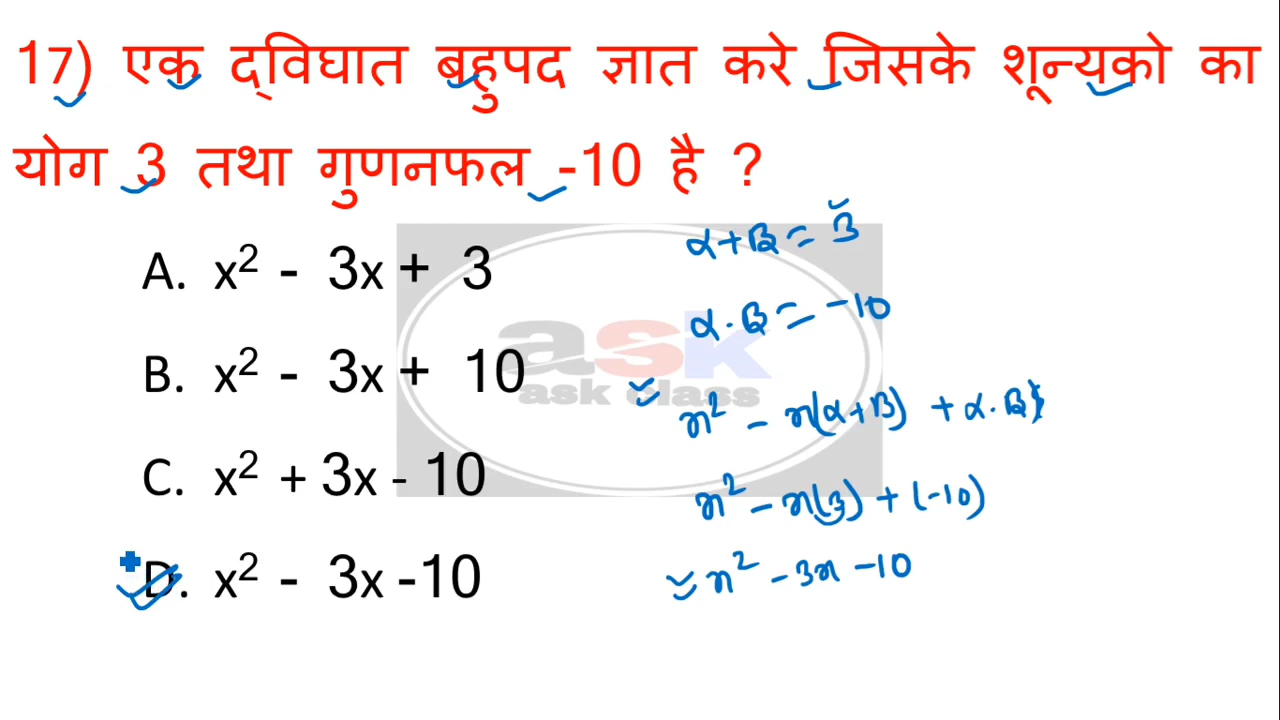 17) एक द्विघात बहुपद ज्ञात करे जिसके शून्यको का
योग 3 तथा गुणनफल -10 है ?
A. x² - 3x + 3
B. x² - 3x + 10
C. x² + 3x - 10
D. x² - 3x -10
α+β = 3
α.β = -10
x² - x(α+β) + α.β
x² - x(3) + (-10)
x² - 3x - 10
ask
ask class